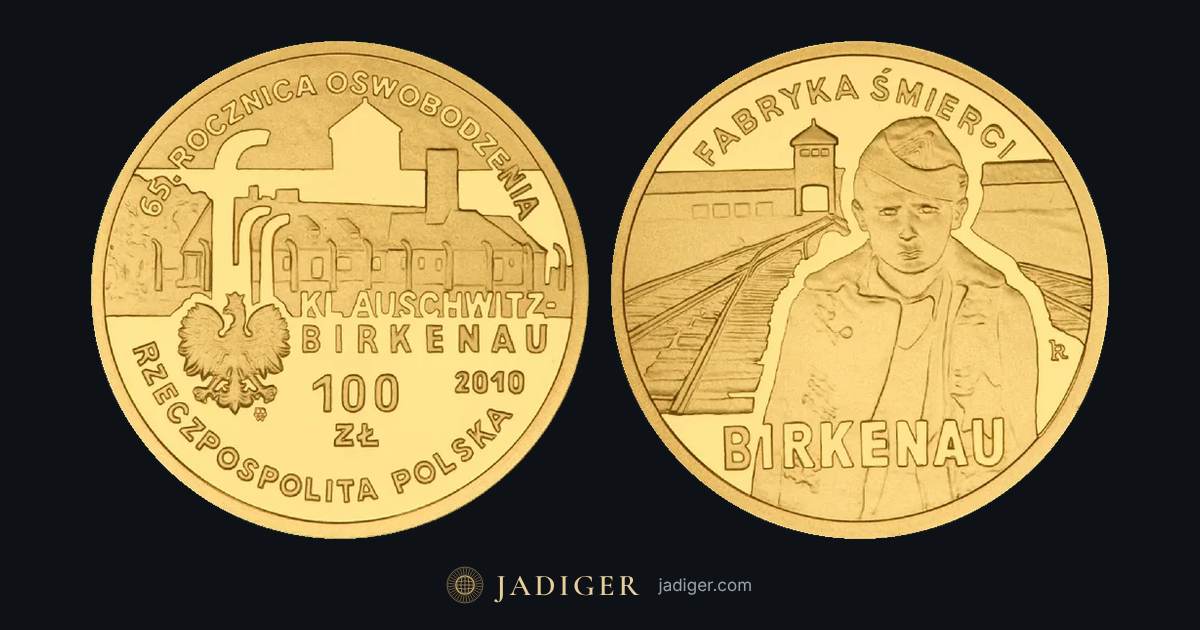 65. ROCZNICA OSWOBODZENIA
KL AUSCHWITZ-
BIRKENAU
100
ZŁ
2010
RZECZPOSPOLITA POLSKA
FABRYKA ŚMIERCI
BIRKENAU
JADIGER
jadiger.com